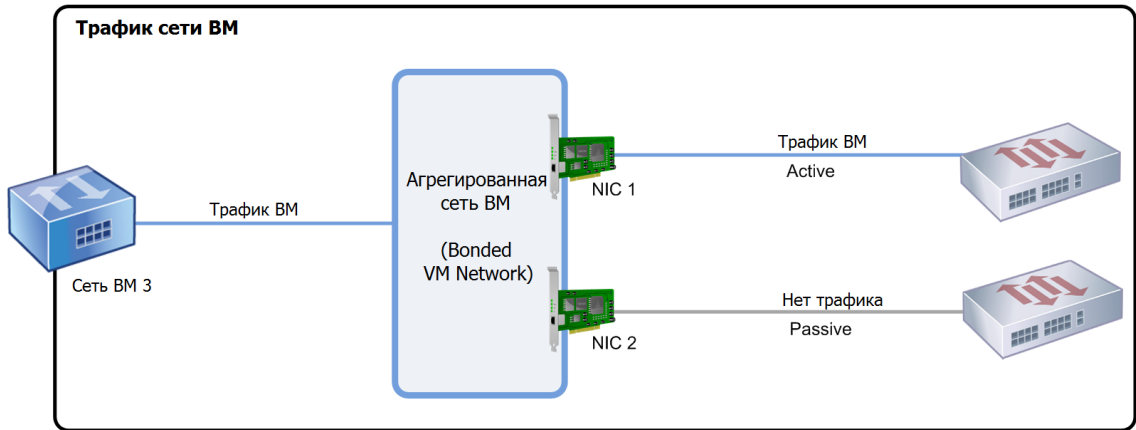 Трафик сети ВМ
Сеть ВМ 3
Трафик ВМ
Агрегированная
сеть ВМ
(Bonded
VM Network)
NIC 1
NIC 2
Трафик ВМ
Active
Нет трафика
Passive